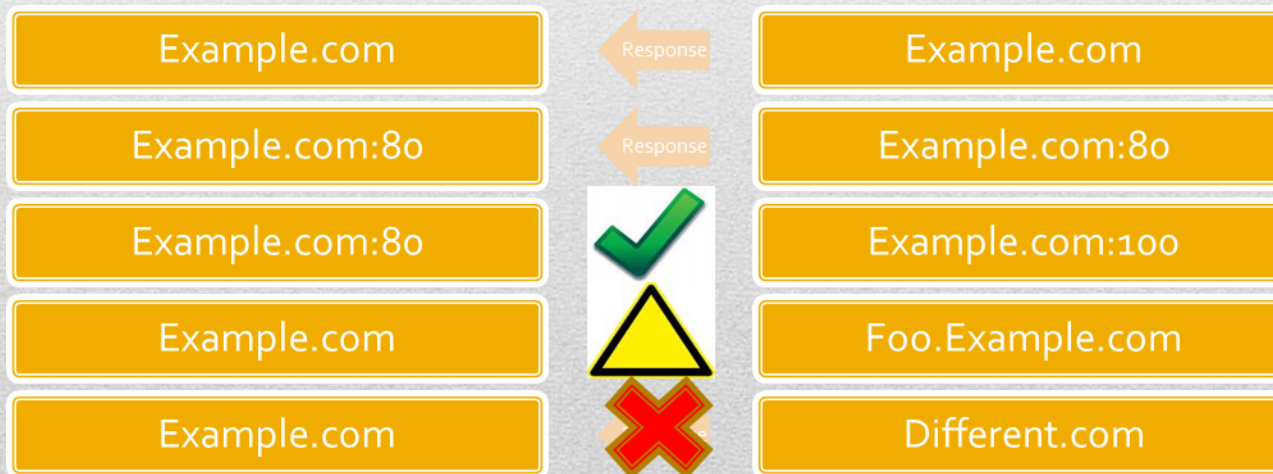 Example.com Response Example.com
Example.com:80 Response Example.com:80
Example.com:80 Example.com:100
Example.com Foo.Example.com
Example.com Different.com